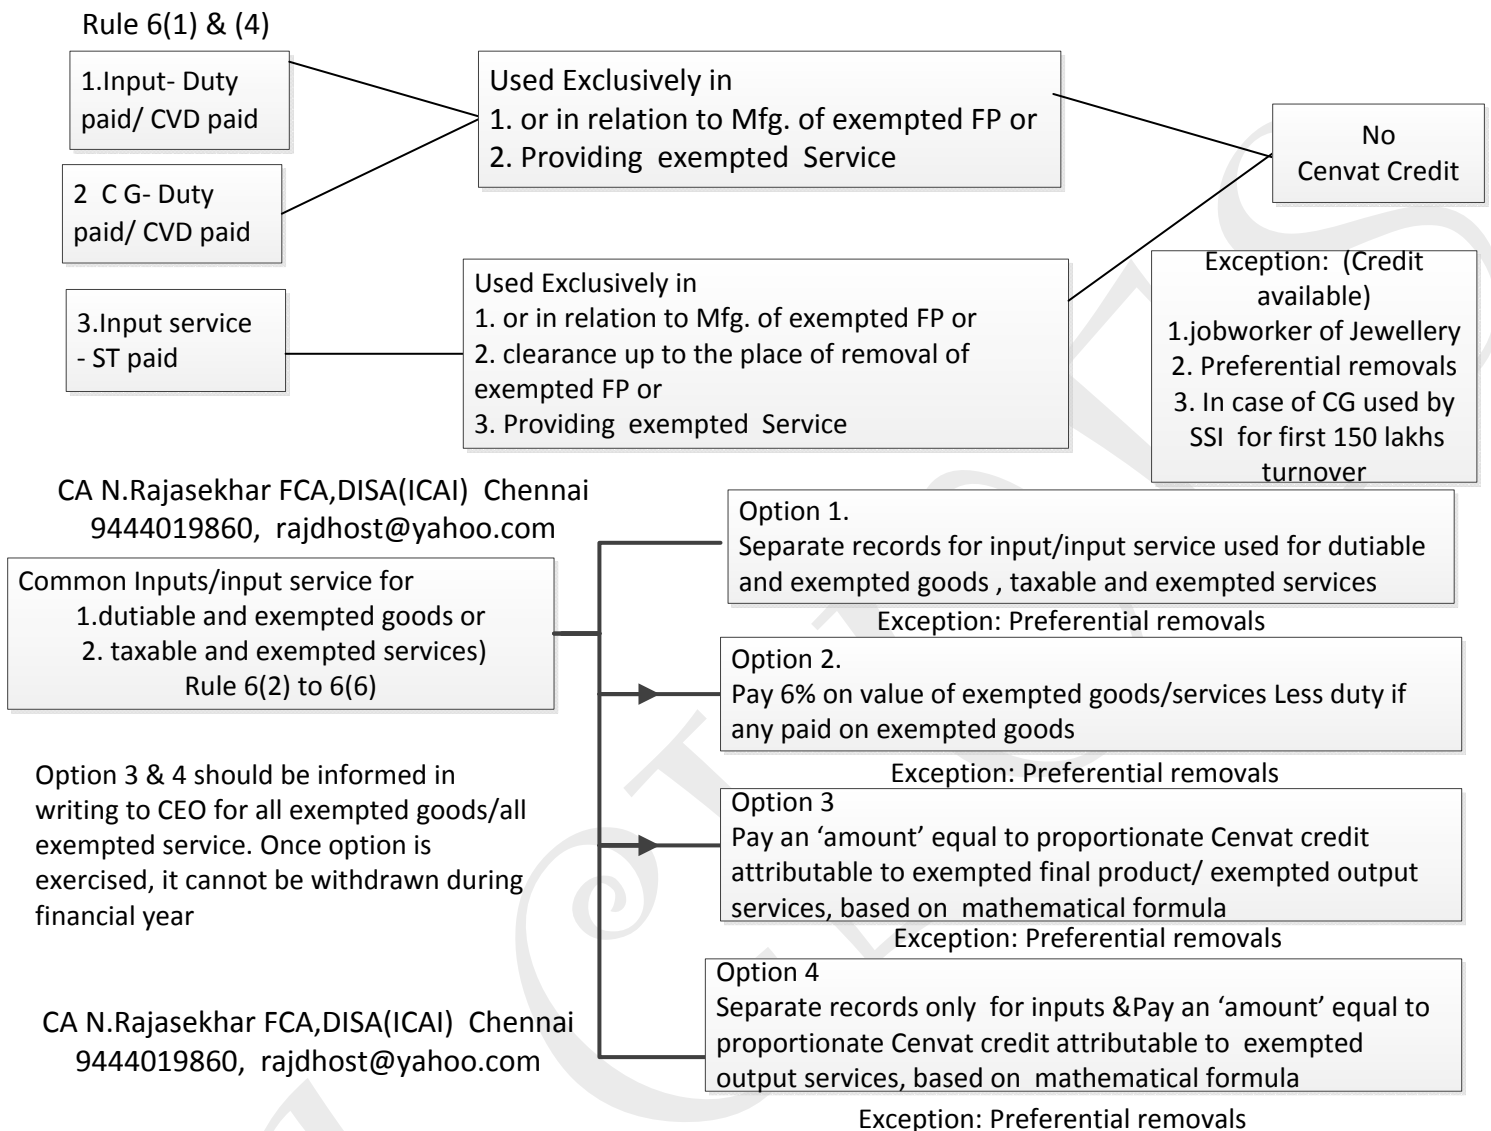 Rule 6(1) & (4)
1.Input- Duty
paid/ CVD paid
Used Exclusively in
1. or in relation to Mfg. of exempted FP or
2. Providing  exempted  Service
No
Cenvat Credit
2  C G- Duty
paid/ CVD paid
3.Input service
- ST paid
Used Exclusively in
1. or in relation to Mfg. of exempted FP or
2. clearance up to the place of removal of
exempted FP or
3. Providing  exempted  Service
Exception:  (Credit
available)
1.jobworker of Jewellery
2. Preferential removals
3. In case of CG used by
SSI  for first 150 lakhs
turnover
CA N.Rajasekhar FCA,DISA(ICAI)  Chennai
9444019860,  rajdhost@yahoo.com
Common Inputs/input service for
1.dutiable and exempted goods or
2. taxable and exempted services)
Rule 6(2) to 6(6)
Option 1.
Separate records for input/input service used for dutiable
and exempted goods , taxable and exempted services
Exception: Preferential removals
Option 2.
Pay 6% on value of exempted goods/services Less duty if
any paid on exempted goods
Exception: Preferential removals
Option 3
Pay an ‘amount’ equal to proportionate Cenvat credit
attributable to exempted final product/ exempted output
services, based on  mathematical formula
Exception: Preferential removals
Option 4
Separate records only  for inputs &Pay an ‘amount’ equal to
proportionate Cenvat credit attributable to  exempted
output services, based on  mathematical formula
Exception: Preferential removals
Option 3 & 4 should be informed in
writing to CEO for all exempted goods/all
exempted service. Once option is
exercised, it cannot be withdrawn during
financial year
CA N.Rajasekhar FCA,DISA(ICAI)  Chennai
9444019860,  rajdhost@yahoo.com